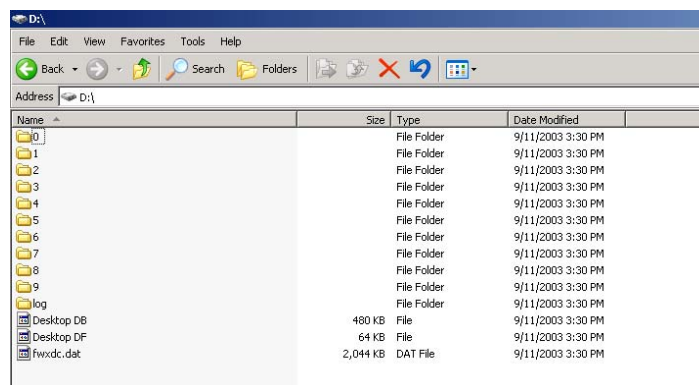 D:\
File Edit View Favorites Tools Help
Back Search Folders
Address D:\
Name Size Type Date Modified
0 File Folder 9/11/2003 3:30 PM
1 File Folder 9/11/2003 3:30 PM
2 File Folder 9/11/2003 3:30 PM
3 File Folder 9/11/2003 3:30 PM
4 File Folder 9/11/2003 3:30 PM
5 File Folder 9/11/2003 3:30 PM
6 File Folder 9/11/2003 3:30 PM
7 File Folder 9/11/2003 3:30 PM
8 File Folder 9/11/2003 3:30 PM
9 File Folder 9/11/2003 3:30 PM
log File Folder 9/11/2003 3:30 PM
Desktop DB 480 KB File 9/11/2003 3:30 PM
Desktop DF 64 KB File 9/11/2003 3:30 PM
fwxdc.dat 2,044 KB DAT File 9/11/2003 3:30 PM